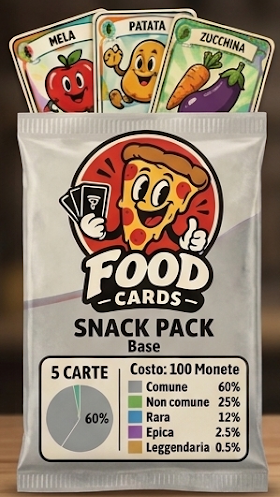 MELA
PATATA
ZUCCHINA
FOOD
CARDS
SNACK PACK
Base
5 CARTE
60%
Costo: 100 Monete
Comune 60%
Non comune 25%
Rara 12%
Epica 2.5%
Leggendaria 0.5%